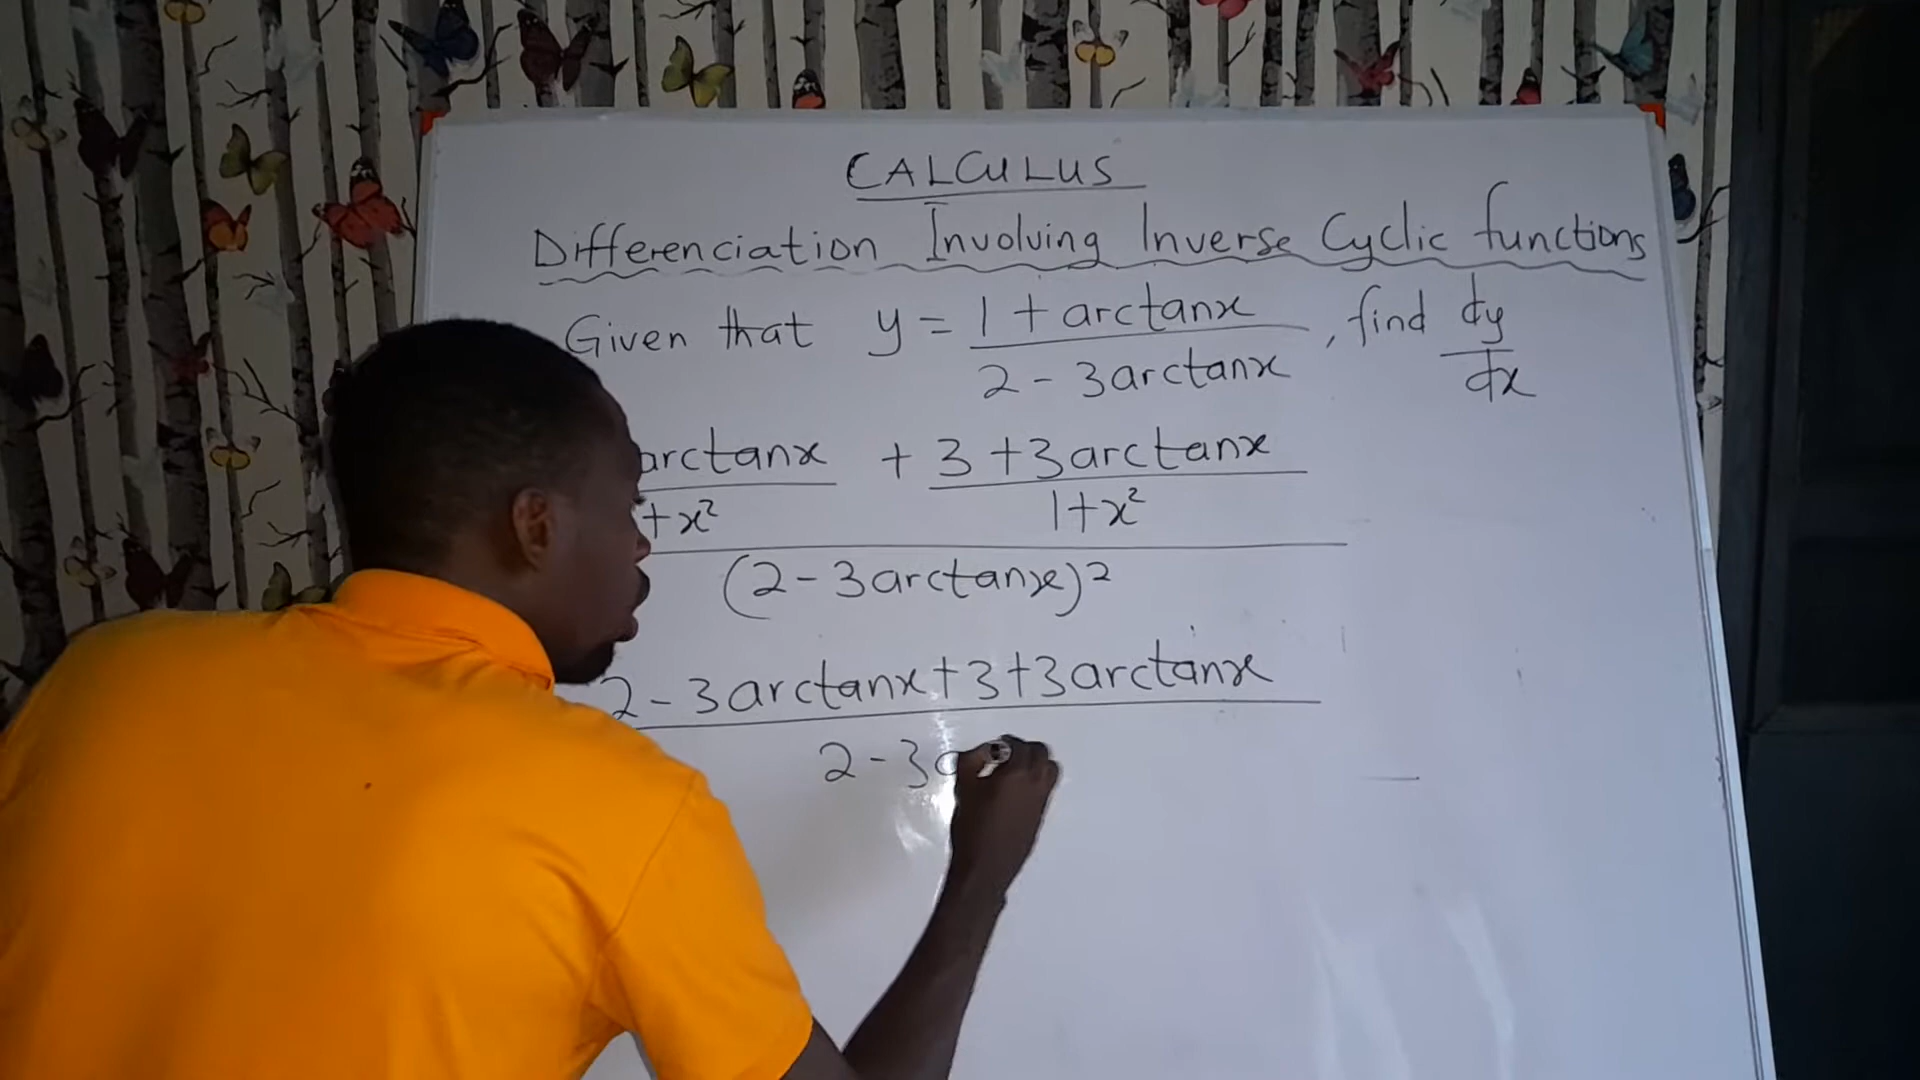 CALCULUS
Differenciation Involving Inverse Cyclic functions
Given that y = 1 + arctanx / 2 - 3arctanx , find dy/dx
arctanx / +x² + 3 + 3arctanx / 1+x²
(2 - 3arctanx)²
2 - 3arctanx + 3 + 3arctanx
2 - 3a